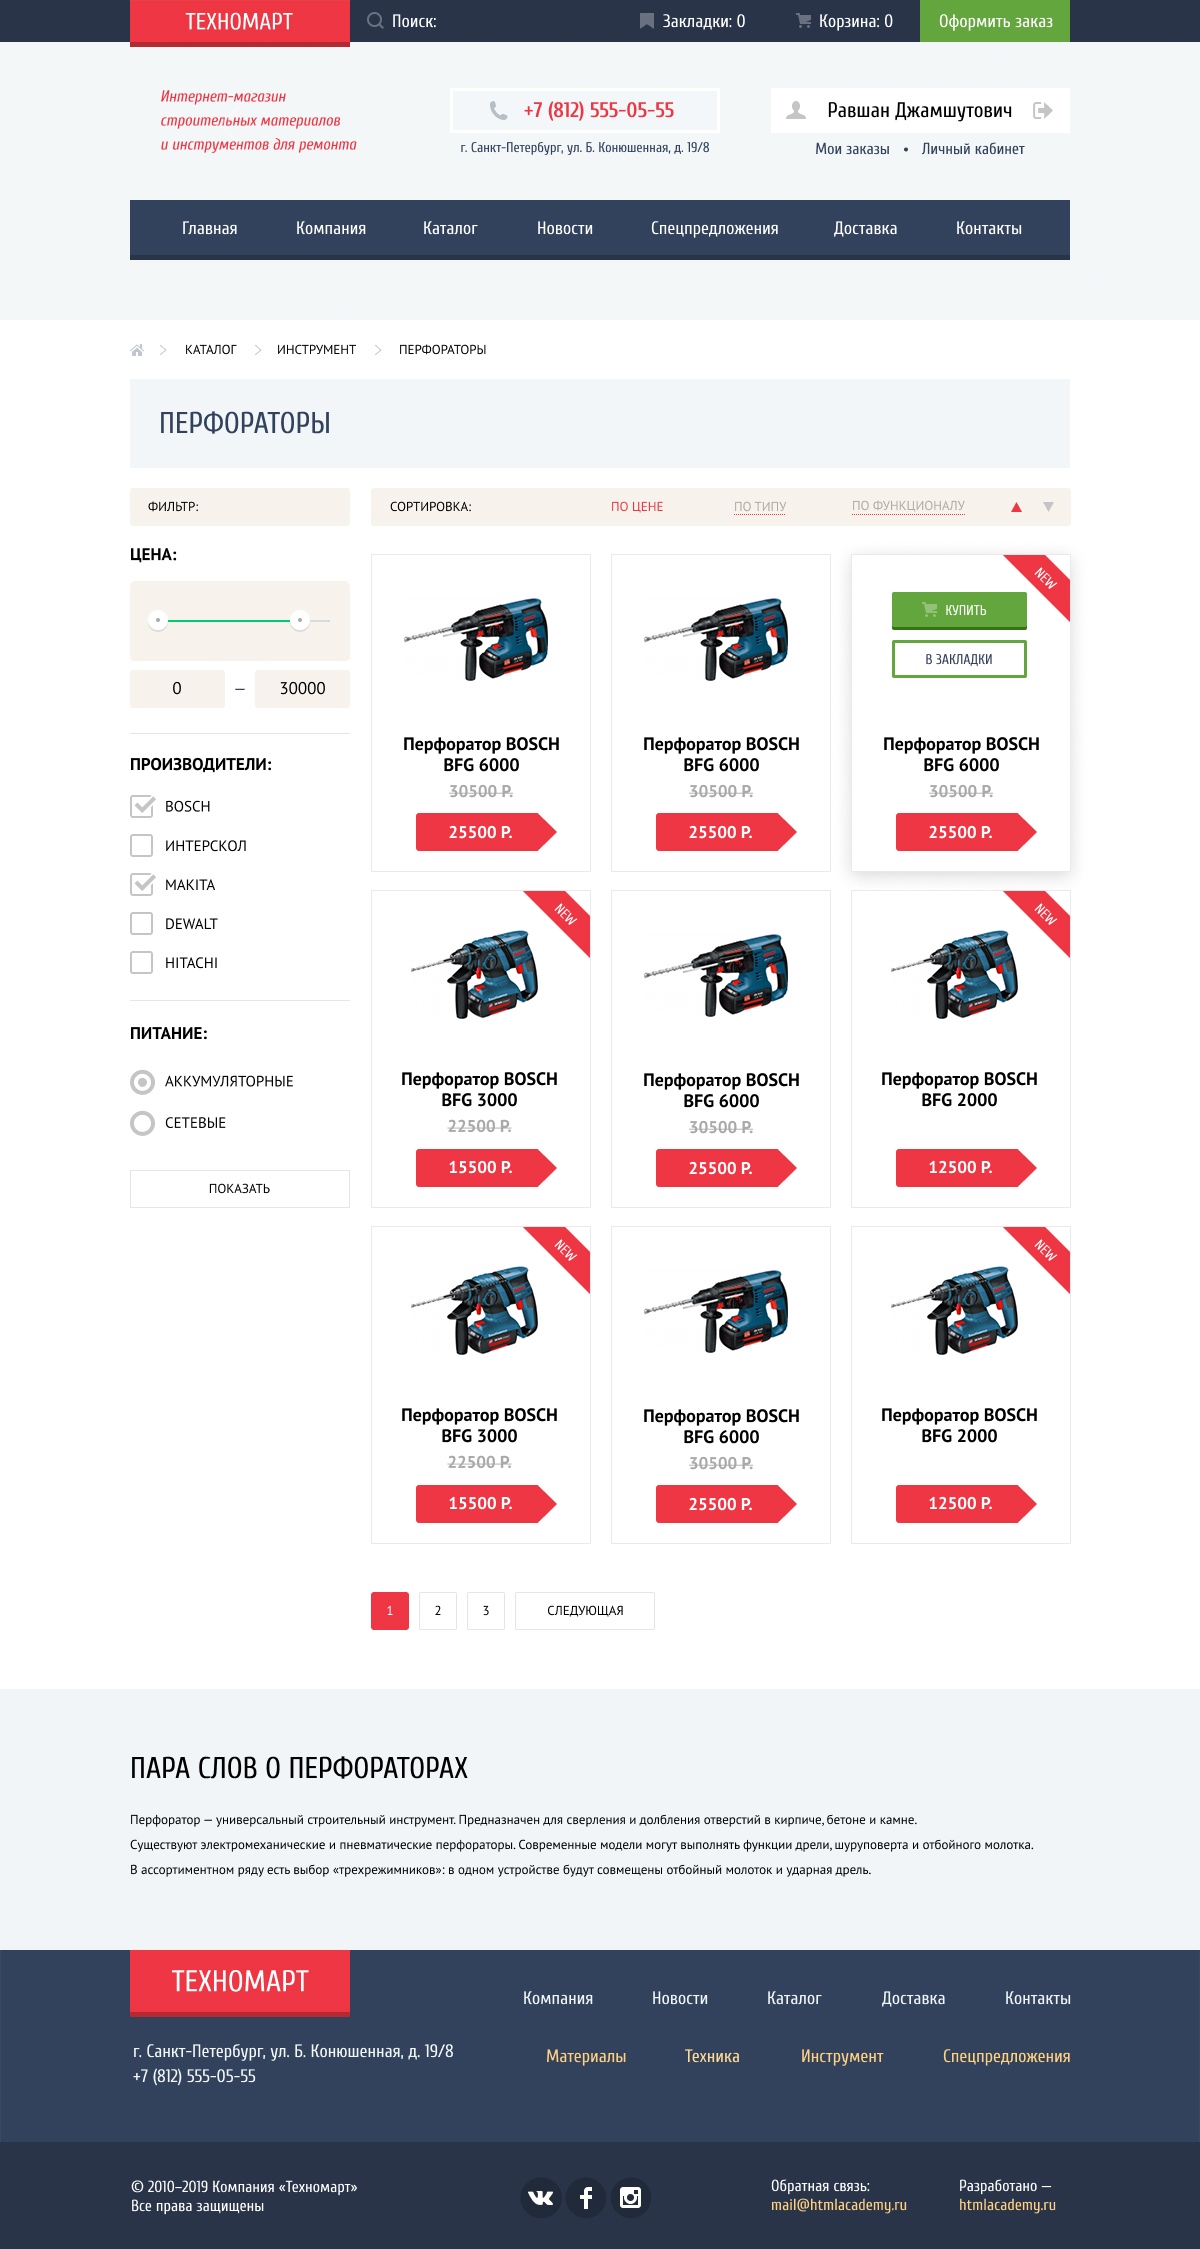 ТЕХНОМАРТ
Поиск:
Закладки: 0
Корзина: 0
Оформить заказ
Интернет-магазин
строительных материалов
и инструментов для ремонта
+7 (812) 555-05-55
г. Санкт-Петербург, ул. Б. Конюшенная, д. 19/8
Равшан Джамшутович
Мои заказы • Личный кабинет
Главная Компания Каталог Новости Спецпредложения Доставка Контакты
КАТАЛОГ ИНСТРУМЕНТ ПЕРФОРАТОРЫ
ПЕРФОРАТОРЫ
ФИЛЬТР:
ЦЕНА:
0 – 30000
ПРОИЗВОДИТЕЛИ:
BOSCH
ИНТЕРСКОЛ
MAKITA
DEWALT
HITACHI
ПИТАНИЕ:
АККУМУЛЯТОРНЫЕ
СЕТЕВЫЕ
ПОКАЗАТЬ
СОРТИРОВКА: ПО ЦЕНЕ ПО ТИПУ ПО ФУНКЦИОНАЛУ
Перфоратор BOSCH
BFG 6000
30500 Р.
25500 Р.
Перфоратор BOSCH
BFG 6000
30500 Р.
25500 Р.
NEW
КУПИТЬ
В ЗАКЛАДКИ
Перфоратор BOSCH
BFG 6000
30500 Р.
25500 Р.
NEW
Перфоратор BOSCH
BFG 3000
22500 Р.
15500 Р.
Перфоратор BOSCH
BFG 6000
30500 Р.
25500 Р.
NEW
Перфоратор BOSCH
BFG 2000
12500 Р.
NEW
Перфоратор BOSCH
BFG 3000
22500 Р.
15500 Р.
Перфоратор BOSCH
BFG 6000
30500 Р.
25500 Р.
NEW
Перфоратор BOSCH
BFG 2000
12500 Р.
1 2 3 СЛЕДУЮЩАЯ
ПАРА СЛОВ О ПЕРФОРАТОРАХ
Перфоратор — универсальный строительный инструмент. Предназначен для сверления и долбления отверстий в кирпиче, бетоне и камне.
Существуют электромеханические и пневматические перфораторы. Современные модели могут выполнять функции дрели, шуруповерта и отбойного молотка.
В ассортиментном ряду есть выбор «трехрежимников»: в одном устройстве будут совмещены отбойный молоток и ударная дрель.
ТЕХНОМАРТ
г. Санкт-Петербург, ул. Б. Конюшенная, д. 19/8
+7 (812) 555-05-55
Компания Новости Каталог Доставка Контакты
Материалы Техника Инструмент Спецпредложения
© 2010–2019 Компания «Техномарт»
Все права защищены
Обратная связь:
mail@htmlacademy.ru
Разработано —
htmlacademy.ru